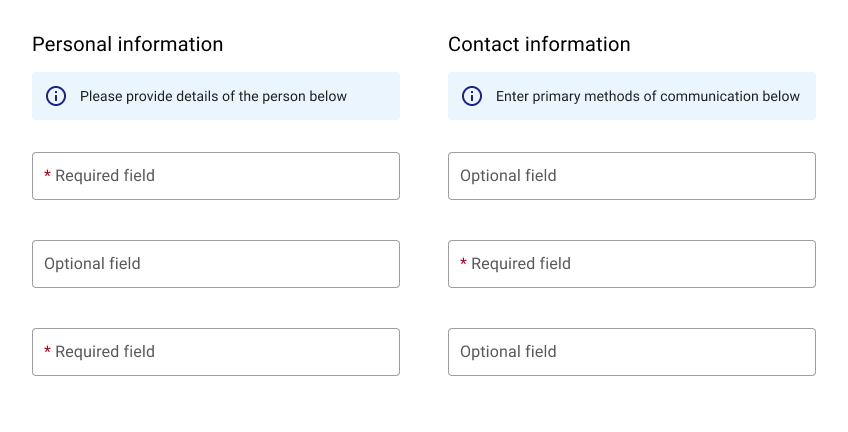 Personal information
Please provide details of the person below
* Required field
Optional field
* Required field
Contact information
Enter primary methods of communication below
Optional field
* Required field
Optional field